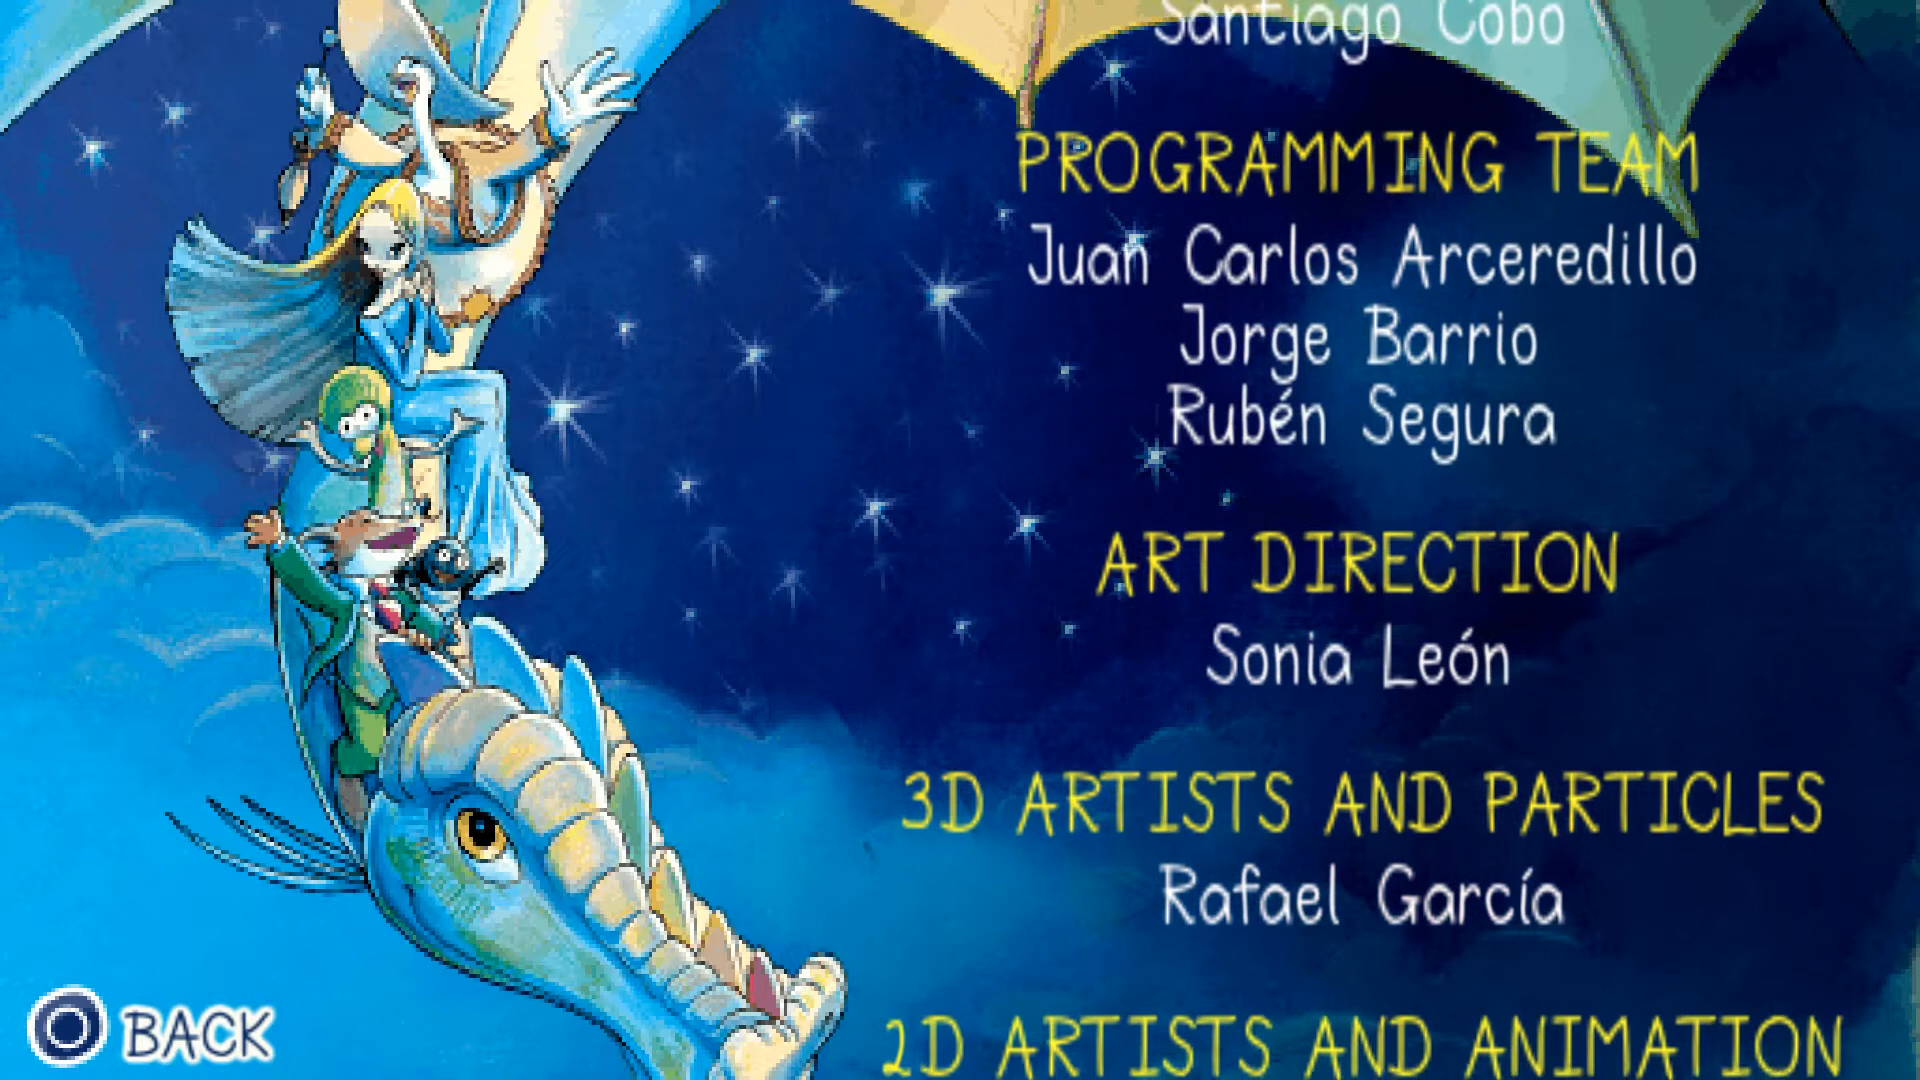 Santiago Cobo
PROGRAMMING TEAM
Juan Carlos Arceredillo
Jorge Barrio
Rubén Segura
ART DIRECTION
Sonia León
3D ARTISTS AND PARTICLES
Rafael García
2D ARTISTS AND ANIMATION
BACK